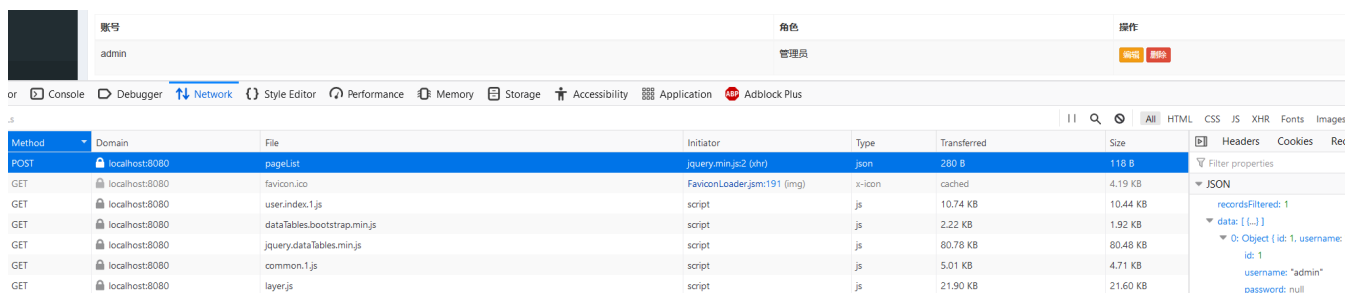 账号 角色 操作
admin 管理员 编辑 删除
or Console Debugger Network {} Style Editor Performance Memory Storage Accessibility Application ABP Adblock Plus
All HTML CSS JS XHR Fonts Images
Method Domain File Initiator Type Transferred Size Headers Cookies Rec
POST localhost:8080 pageList jquery.min.js:2 (xhr) json 280 B 118 B Filter properties
GET localhost:8080 favicon.ico FaviconLoader.jsm:191 (img) x-icon cached 4.19 KB JSON
GET localhost:8080 user.index.1.js script js 10.74 KB 10.44 KB recordsFiltered: 1
GET localhost:8080 dataTables.bootstrap.min.js script js 2.22 KB 1.92 KB data: [ {…} ]
GET localhost:8080 jquery.dataTables.min.js script js 80.78 KB 80.48 KB 0: Object { id: 1, username:
GET localhost:8080 common.1.js script js 5.01 KB 4.71 KB id: 1
GET localhost:8080 layer.js script js 21.90 KB 21.60 KB username: "admin"
password: null